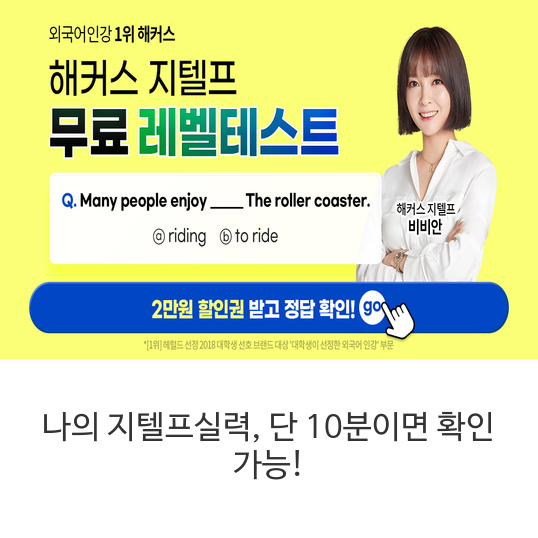 외국어인강 1위 해커스
해커스 지텔프
무료 레벨테스트
Q. Many people enjoy ____ The roller coaster.
ⓐ riding ⓑ to ride
해커스 지텔프
비비안
2만원 할인권 받고 정답 확인! go
*[1위] 헤럴드 선정 2018 대학생 선호 브랜드 대상 '대학생이 선정한 외국어 인강' 부문
나의 지텔프실력, 단 10분이면 확인
가능!